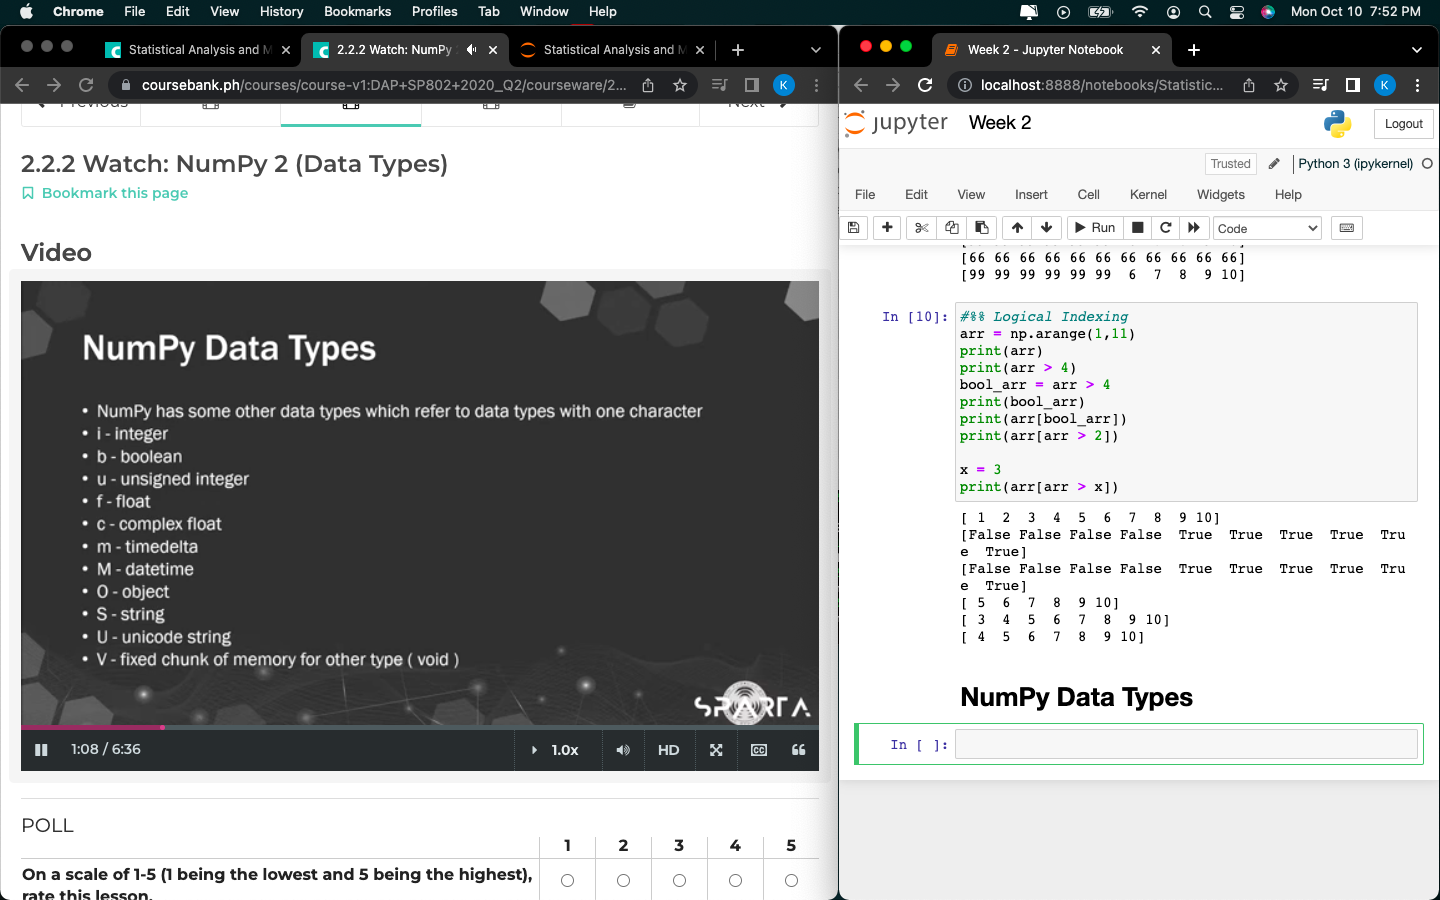 Chrome File Edit View History Bookmarks Profiles Tab Window Help Mon Oct 10 7:52 PM
Statistical Analysis and M 2.2.2 Watch: NumPy Statistical Analysis and M
coursebank.ph/courses/course-v1:DAP+SP802+2020_Q2/courseware/2... K
Previous Next
2.2.2 Watch: NumPy 2 (Data Types)
Bookmark this page
Video
NumPy Data Types
• NumPy has some other data types which refer to data types with one character
• i - integer
• b - boolean
• u - unsigned integer
• f - float
• c - complex float
• m - timedelta
• M - datetime
• O - object
• S - string
• U - unicode string
• V - fixed chunk of memory for other type ( void )
SPARTA
1:08 / 6:36 1.0x HD CC
POLL
1 2 3 4 5
On a scale of 1-5 (1 being the lowest and 5 being the highest),
rate this lesson.
Week 2 - Jupyter Notebook
localhost:8888/notebooks/Statistic... K
jupyter Week 2 Logout
Trusted Python 3 (ipykernel)
File Edit View Insert Cell Kernel Widgets Help
Run Code
[66 66 66 66 66 66 66 66 66 66 66]
[99 99 99 99 99 99  6  7  8  9 10]
In [10]: #%% Logical Indexing
arr = np.arange(1,11)
print(arr)
print(arr > 4)
bool_arr = arr > 4
print(bool_arr)
print(arr[bool_arr])
print(arr[arr > 2])
x = 3
print(arr[arr > x])
[ 1  2  3  4  5  6  7  8  9 10]
[False False False False  True  True  True  True  Tru
e  True]
[False False False False  True  True  True  True  Tru
e  True]
[ 5  6  7  8  9 10]
[ 3  4  5  6  7  8  9 10]
[ 4  5  6  7  8  9 10]
NumPy Data Types
In [ ]: